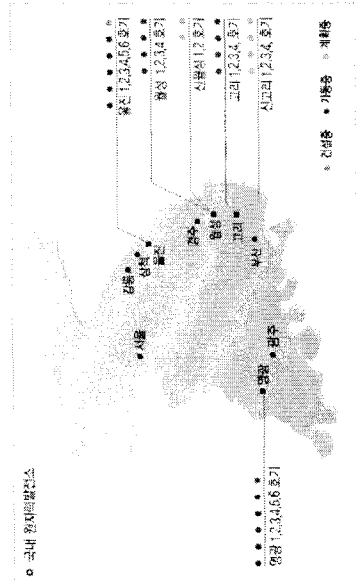 ○ 국내 원자력발전소
울진 1,2,3,4,5,6 호기
월성 1,2,3,4 호기
신월성 1,2 호기
고리 1,2,3,4, 호기
신고리 1,2,3,4, 호기
건설중
가동중
계획중
강릉
삼척
울진
서울
경주
월성
고리
부산
영광
광주
영광 1,2,3,4,5,6 호기